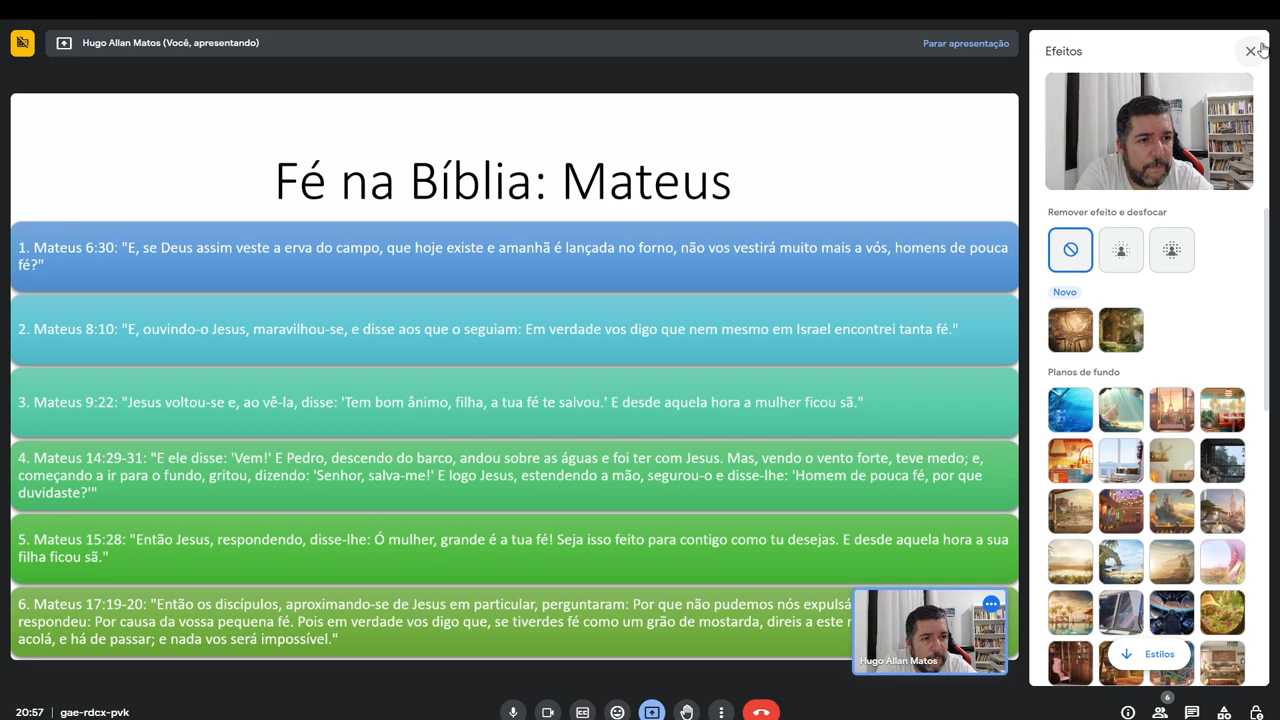 Hugo Allan Matos (Você, apresentando)
Parar apresentação
Efeitos
Fé na Bíblia: Mateus
1. Mateus 6:30: "E, se Deus assim veste a erva do campo, que hoje existe e amanhã é lançada no forno, não vos vestirá muito mais a vós, homens de pouca
fé?"
2. Mateus 8:10: "E, ouvindo-o Jesus, maravilhou-se, e disse aos que o seguiam: Em verdade vos digo que nem mesmo em Israel encontrei tanta fé."
3. Mateus 9:22: "Jesus voltou-se e, ao vê-la, disse: 'Tem bom ânimo, filha, a tua fé te salvou.' E desde aquela hora a mulher ficou sã."
4. Mateus 14:29-31: "E ele disse: 'Vem!' E Pedro, descendo do barco, andou sobre as águas e foi ter com Jesus. Mas, vendo o vento forte, teve medo; e,
começando a ir para o fundo, gritou, dizendo: 'Senhor, salva-me!' E logo Jesus, estendendo a mão, segurou-o e disse-lhe: 'Homem de pouca fé, por que
duvidaste?'"
5. Mateus 15:28: "Então Jesus, respondendo, disse-lhe: Ó mulher, grande é a tua fé! Seja isso feito para contigo como tu desejas. E desde aquela hora a sua
filha ficou sã."
6. Mateus 17:19-20: "Então os discípulos, aproximando-se de Jesus em particular, perguntaram: Por que não pudemos nós expulsá
respondeu: Por causa da vossa pequena fé. Pois em verdade vos digo que, se tiverdes fé como um grão de mostarda, direis a este
acolá, e há de passar; e nada vos será impossível."
Hugo Allan Matos
Remover efeito e desfocar
Novo
Planos de fundo
Estilos
20:57 | gae-rdcx-pvk
6